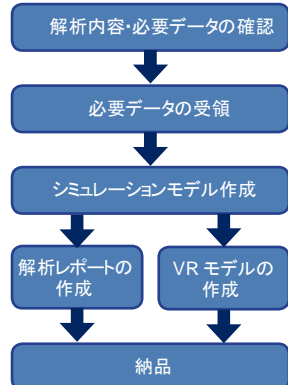 解析内容・必要データの確認
必要データの受領
シミュレーションモデル作成
解析レポートの
作成
VR モデルの
作成
納品